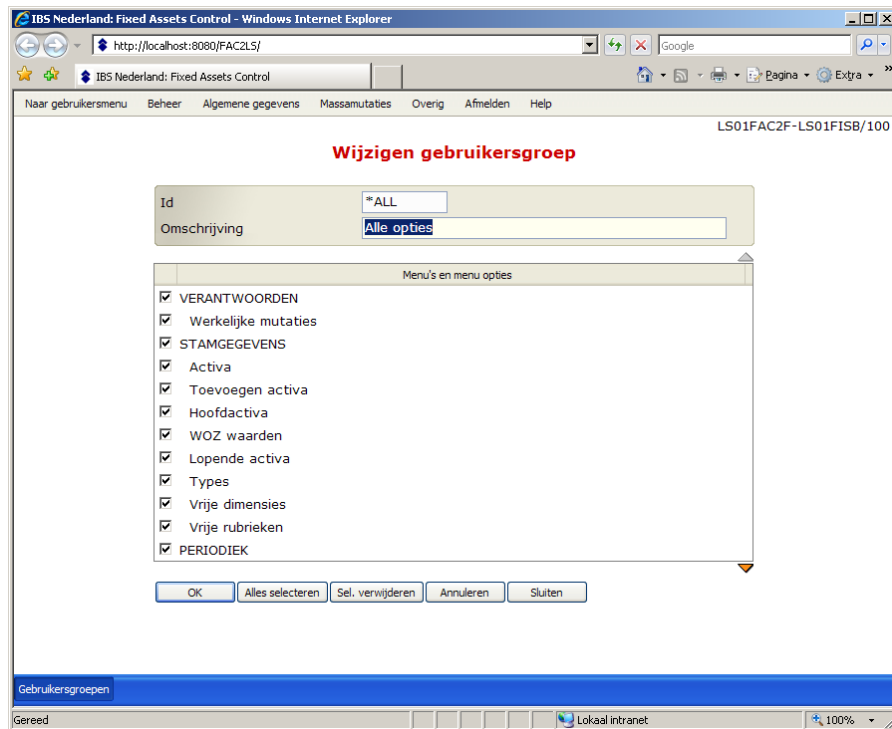 IBS Nederland: Fixed Assets Control - Windows Internet Explorer
http://localhost:8080/FAC2LS/
Google
IBS Nederland: Fixed Assets Control
Pagina
Extra
»
Naar gebruikersmenu Beheer Algemene gegevens Massamutaties Overig Afmelden Help
LS01FAC2F-LS01FISB/100
Wijzigen gebruikersgroep
Id *ALL
Omschrijving Alle opties
Menu's en menu opties
VERANTWOORDEN
Werkelijke mutaties
STAMGEGEVENS
Activa
Toevoegen activa
Hoofdactiva
WOZ waarden
Lopende activa
Types
Vrije dimensies
Vrije rubrieken
PERIODIEK
OK Alles selecteren Sel. verwijderen Annuleren Sluiten
Gebruikersgroepen
Gereed Lokaal intranet 100%